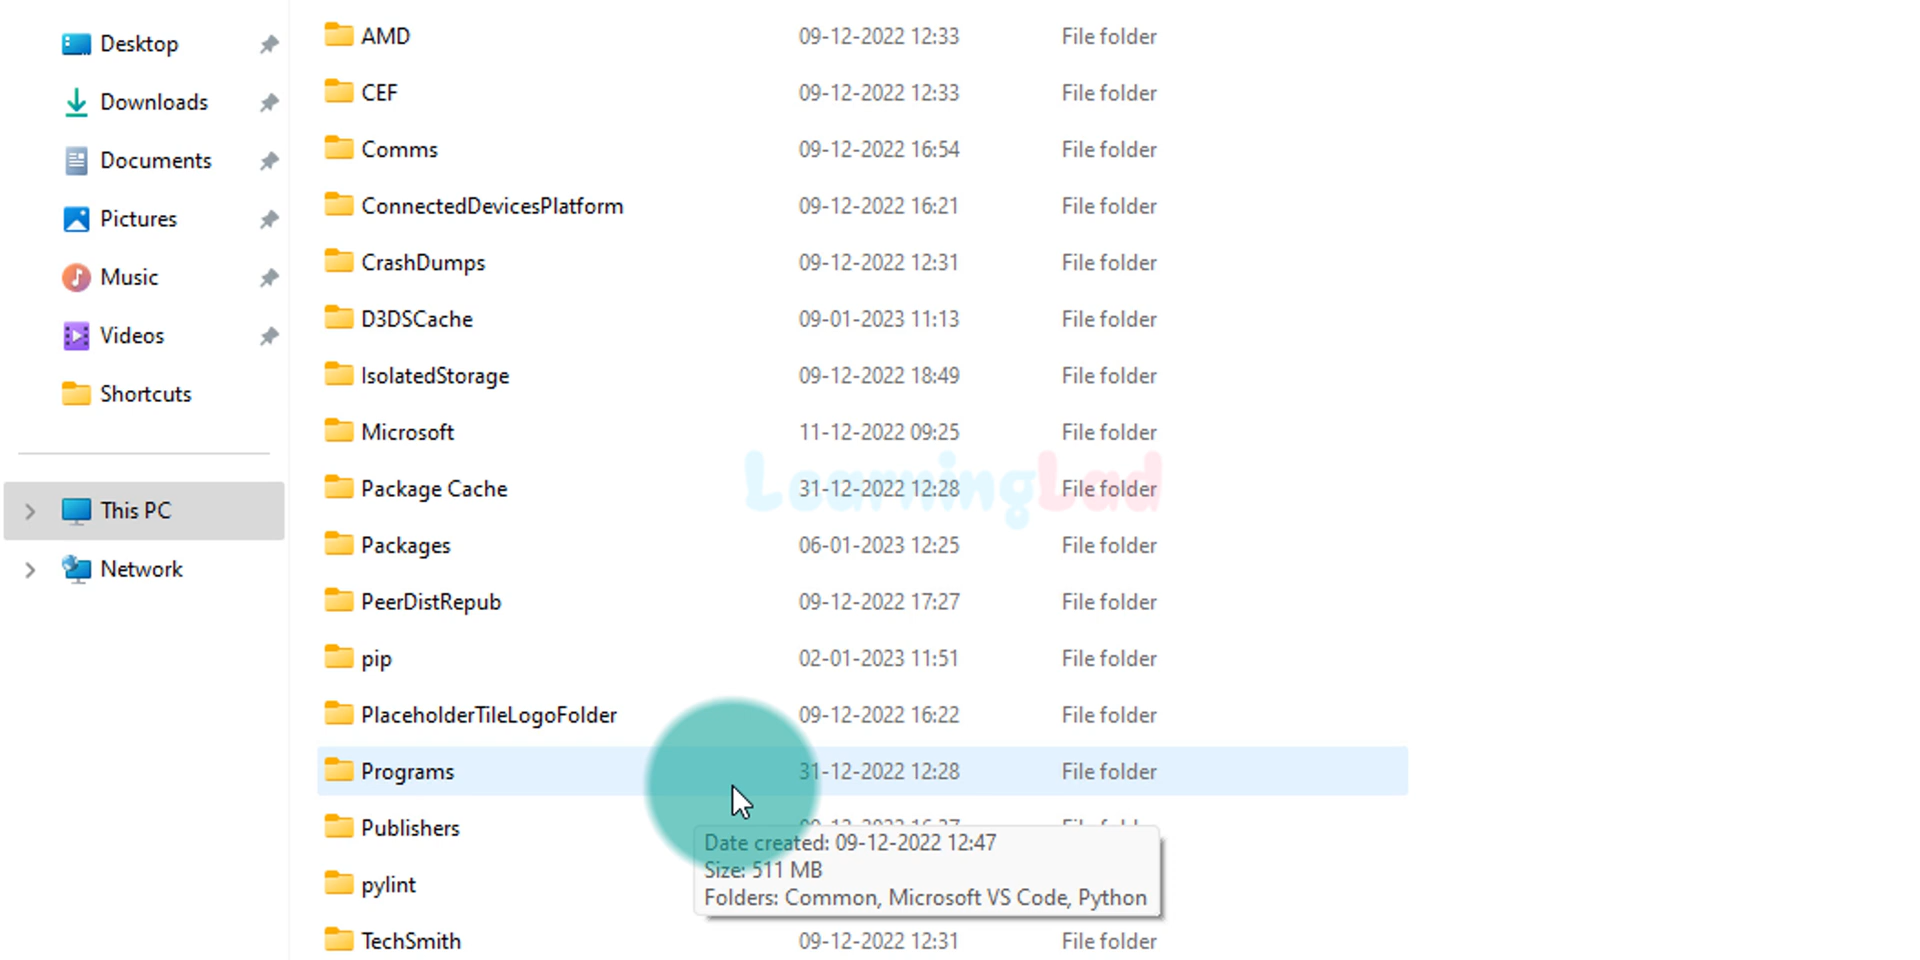 Desktop
Downloads
Documents
Pictures
Music
Videos
Shortcuts
This PC
Network
AMD 09-12-2022 12:33 File folder
CEF 09-12-2022 12:33 File folder
Comms 09-12-2022 16:54 File folder
ConnectedDevicesPlatform 09-12-2022 16:21 File folder
CrashDumps 09-12-2022 12:31 File folder
D3DSCache 09-01-2023 11:13 File folder
IsolatedStorage 09-12-2022 18:49 File folder
Microsoft 11-12-2022 09:25 File folder
LearningLad
Package Cache 31-12-2022 12:28 File folder
Packages 06-01-2023 12:25 File folder
PeerDistRepub 09-12-2022 17:27 File folder
pip 02-01-2023 11:51 File folder
PlaceholderTileLogoFolder 09-12-2022 16:22 File folder
Programs 31-12-2022 12:28 File folder
Publishers
Date created: 09-12-2022 12:47
Size: 511 MB
Folders: Common, Microsoft VS Code, Python
pylint
TechSmith 09-12-2022 12:31 File folder